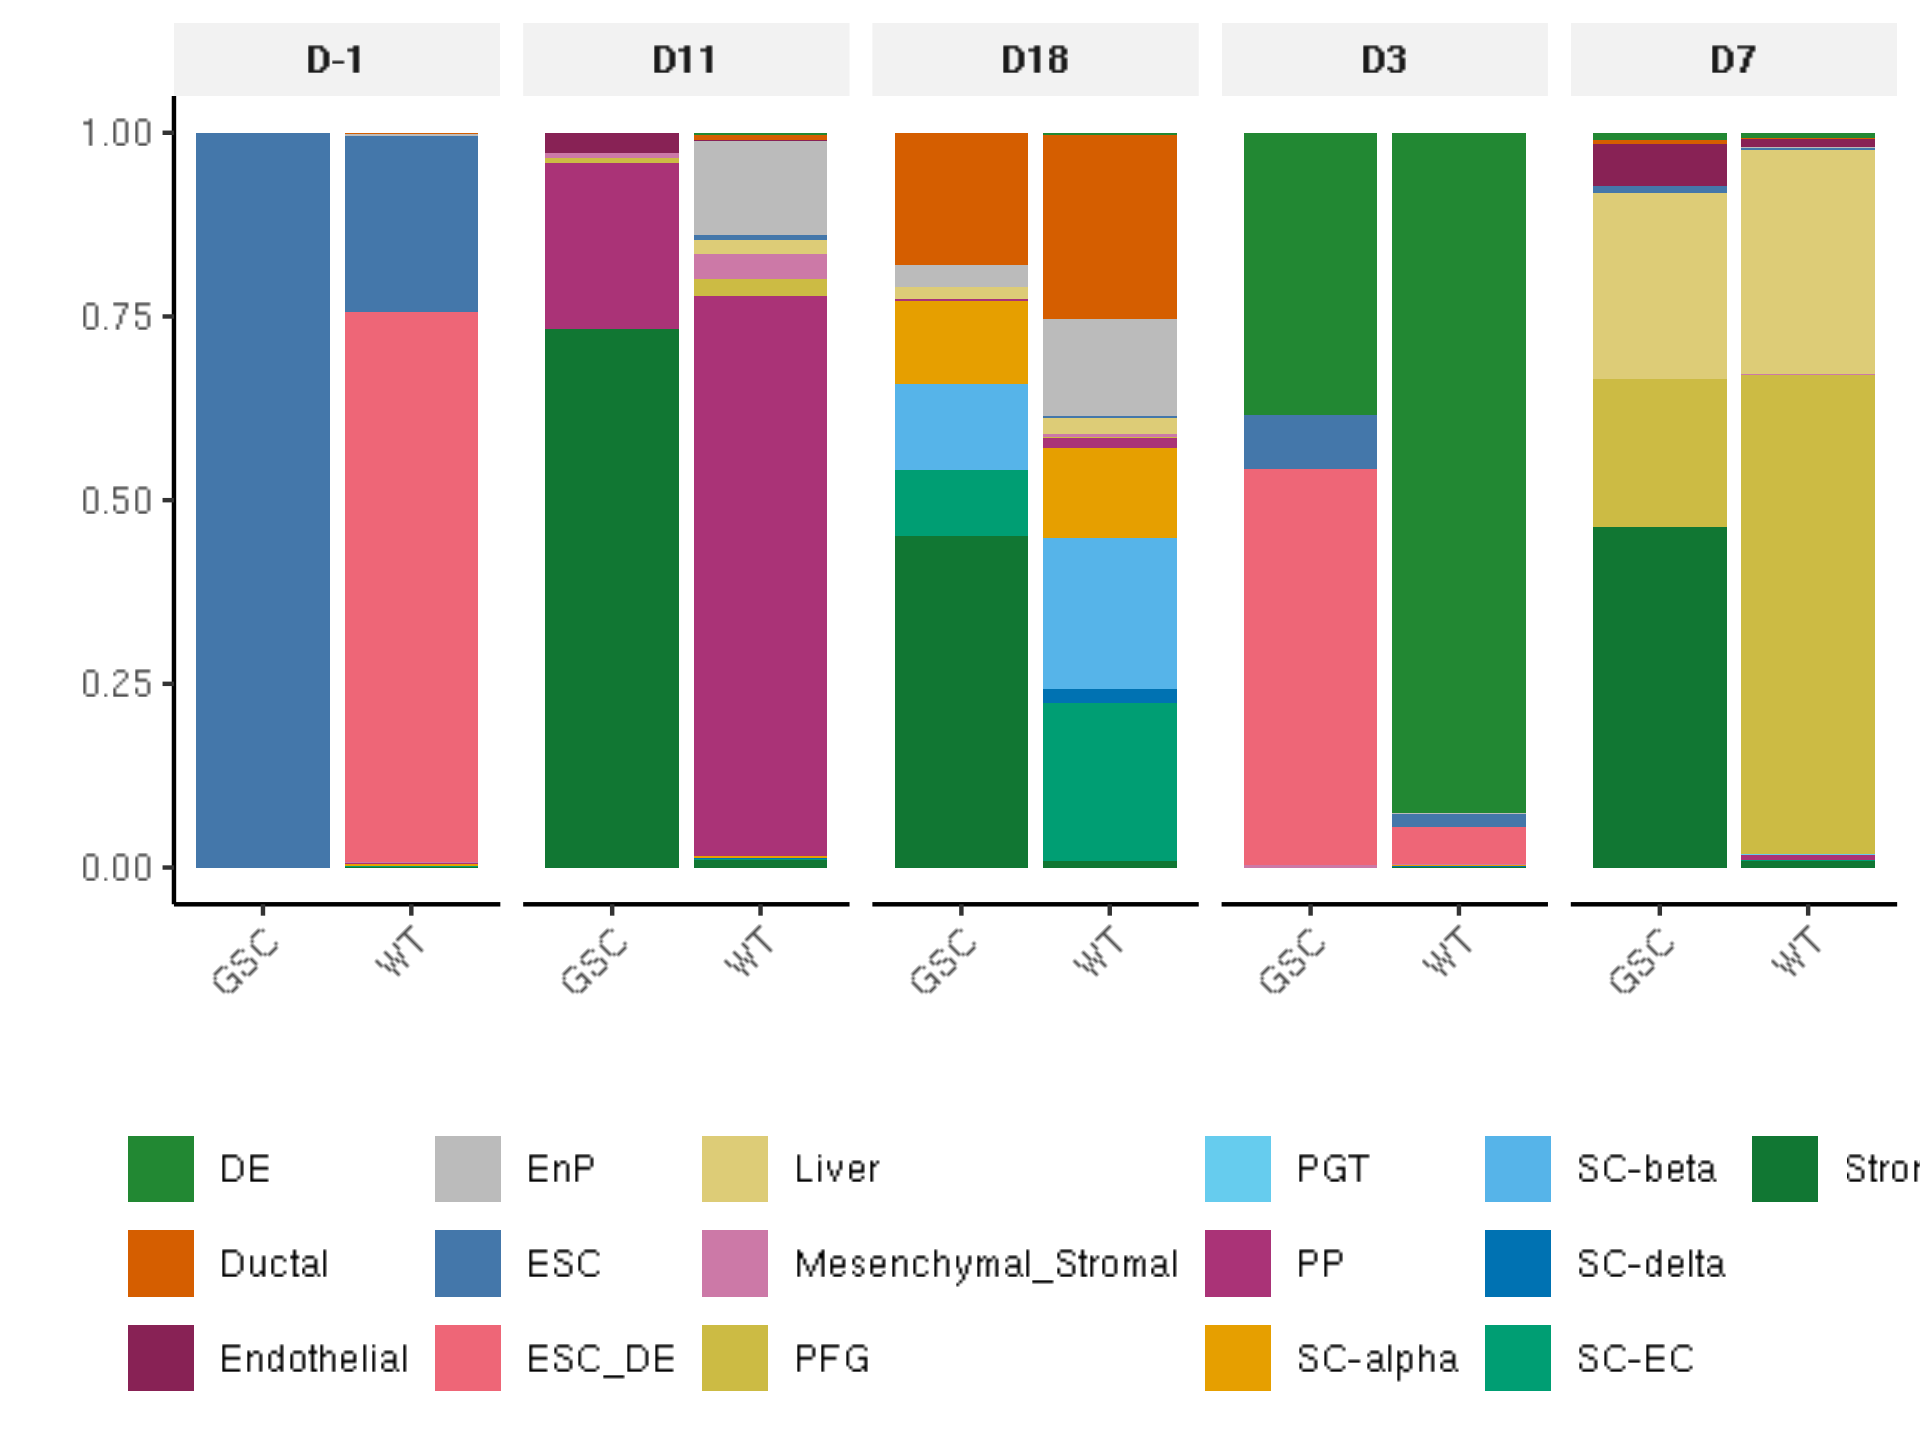 D-1 D11 D18 D3 D7
1.00
0.75
0.50
0.25
0.00
GSC WT GSC WT GSC WT GSC WT GSC WT
DE EnP Liver PGT SC-beta
Ductal ESC Mesenchymal_Stromal PP SC-delta
Endothelial ESC_DE PFG SC-alpha SC-EC